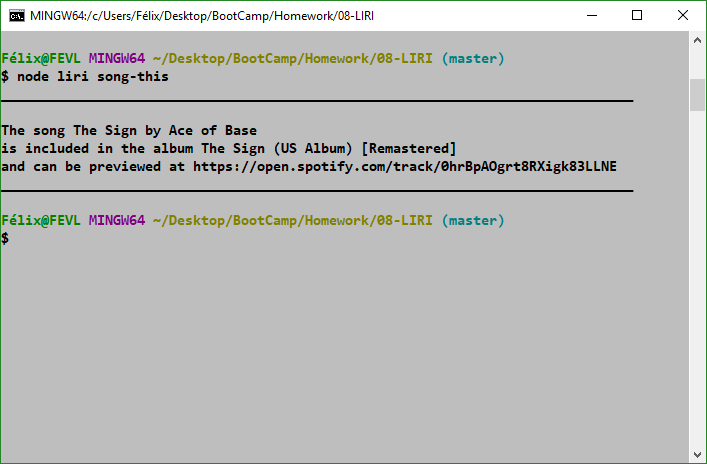 MINGW64:/c/Users/Félix/Desktop/BootCamp/Homework/08-LIRI
Félix@FEVL MINGW64 ~/Desktop/BootCamp/Homework/08-LIRI (master)
$ node liri song-this
The song The Sign by Ace of Base
is included in the album The Sign (US Album) [Remastered]
and can be previewed at https://open.spotify.com/track/0hrBpAOgrt8RXigk83LLNE
Félix@FEVL MINGW64 ~/Desktop/BootCamp/Homework/08-LIRI (master)
$